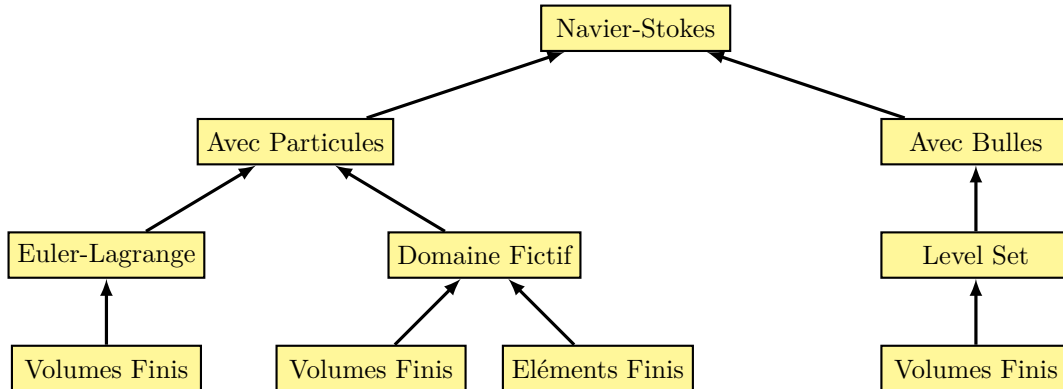 Navier-Stokes
Avec Particules
Avec Bulles
Euler-Lagrange
Domaine Fictif
Level Set
Volumes Finis
Volumes Finis
Eléments Finis
Volumes Finis